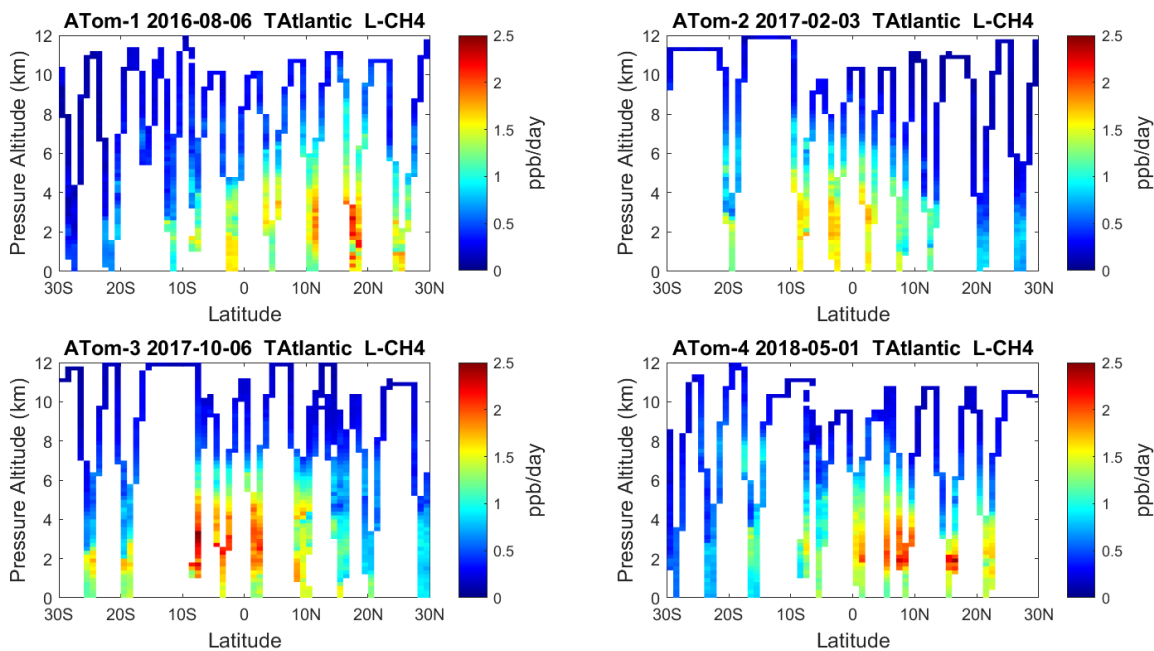 ATom-1 2016-08-06 TAtlantic L-CH4
Pressure Altitude (km)
12
10
8
6
4
2
0
30S 20S 10S 0 10N 20N 30N
Latitude
2.5
2
1.5
1
0.5
0
ppb/day
ATom-2 2017-02-03 TAtlantic L-CH4
Pressure Altitude (km)
12
10
8
6
4
2
0
30S 20S 10S 0 10N 20N 30N
Latitude
2.5
2
1.5
1
0.5
0
ppb/day
ATom-3 2017-10-06 TAtlantic L-CH4
Pressure Altitude (km)
12
10
8
6
4
2
0
30S 20S 10S 0 10N 20N 30N
Latitude
2.5
2
1.5
1
0.5
0
ppb/day
ATom-4 2018-05-01 TAtlantic L-CH4
Pressure Altitude (km)
12
10
8
6
4
2
0
30S 20S 10S 0 10N 20N 30N
Latitude
2.5
2
1.5
1
0.5
0
ppb/day